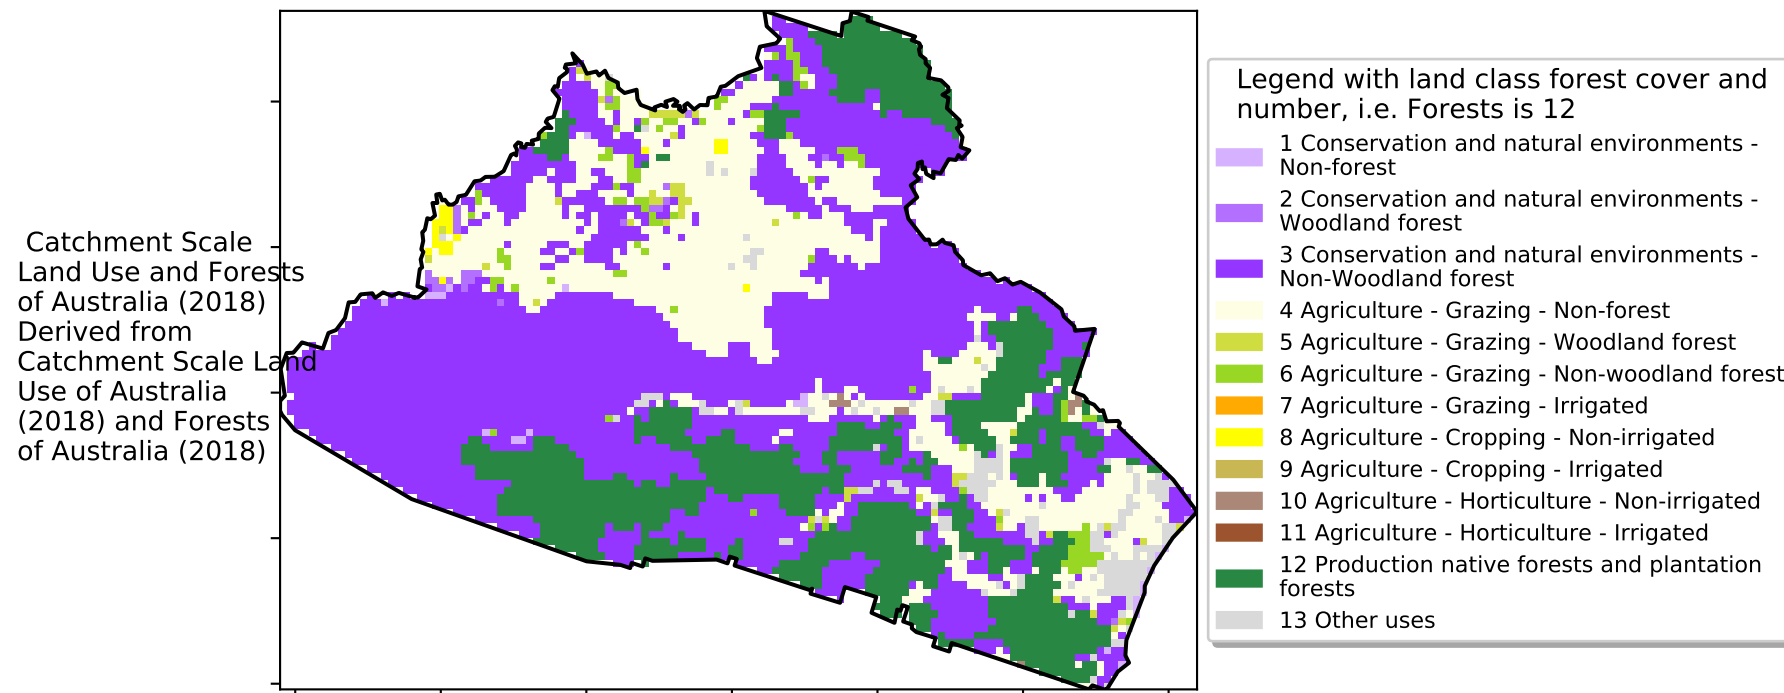 Catchment Scale
Land Use and Forests
of Australia (2018)
Derived from
Catchment Scale Land
Use of Australia
(2018) and Forests
of Australia (2018)
Legend with land class forest cover and
number, i.e. Forests is 12
1 Conservation and natural environments -
Non-forest
2 Conservation and natural environments -
Woodland forest
3 Conservation and natural environments -
Non-Woodland forest
4 Agriculture - Grazing - Non-forest
5 Agriculture - Grazing - Woodland forest
6 Agriculture - Grazing - Non-woodland forest
7 Agriculture - Grazing - Irrigated
8 Agriculture - Cropping - Non-irrigated
9 Agriculture - Cropping - Irrigated
10 Agriculture - Horticulture - Non-irrigated
11 Agriculture - Horticulture - Irrigated
12 Production native forests and plantation
forests
13 Other uses